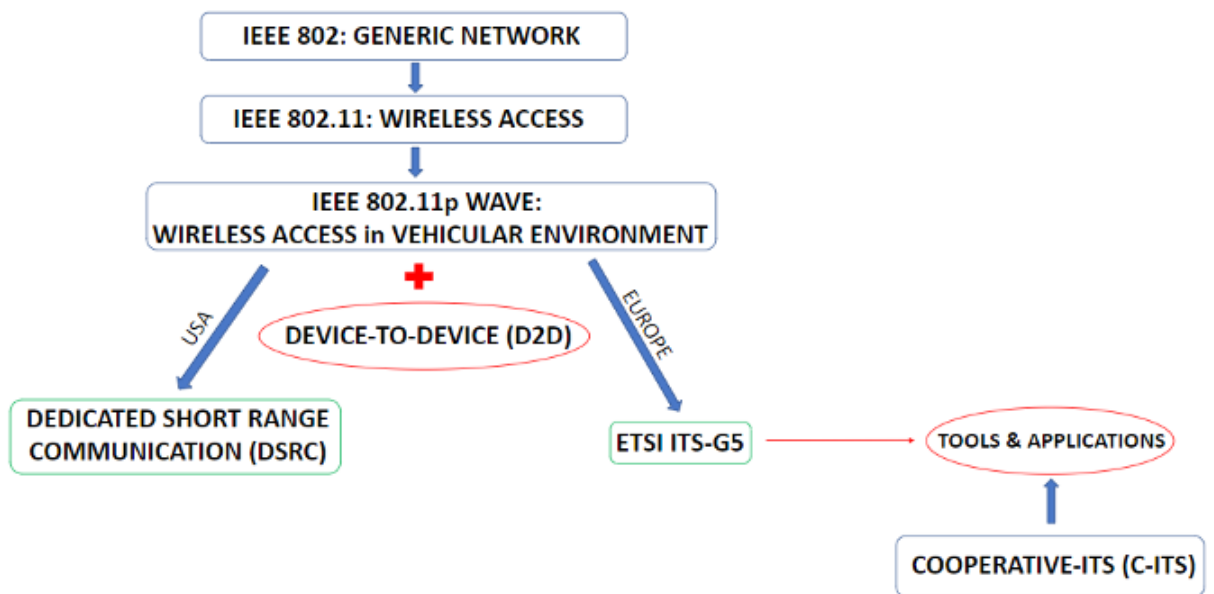 IEEE 802: GENERIC NETWORK
IEEE 802.11: WIRELESS ACCESS
IEEE 802.11p WAVE:
WIRELESS ACCESS in VEHICULAR ENVIRONMENT
USA
EUROPE
DEVICE-TO-DEVICE (D2D)
DEDICATED SHORT RANGE
COMMUNICATION (DSRC)
ETSI ITS-G5
TOOLS & APPLICATIONS
COOPERATIVE-ITS (C-ITS)